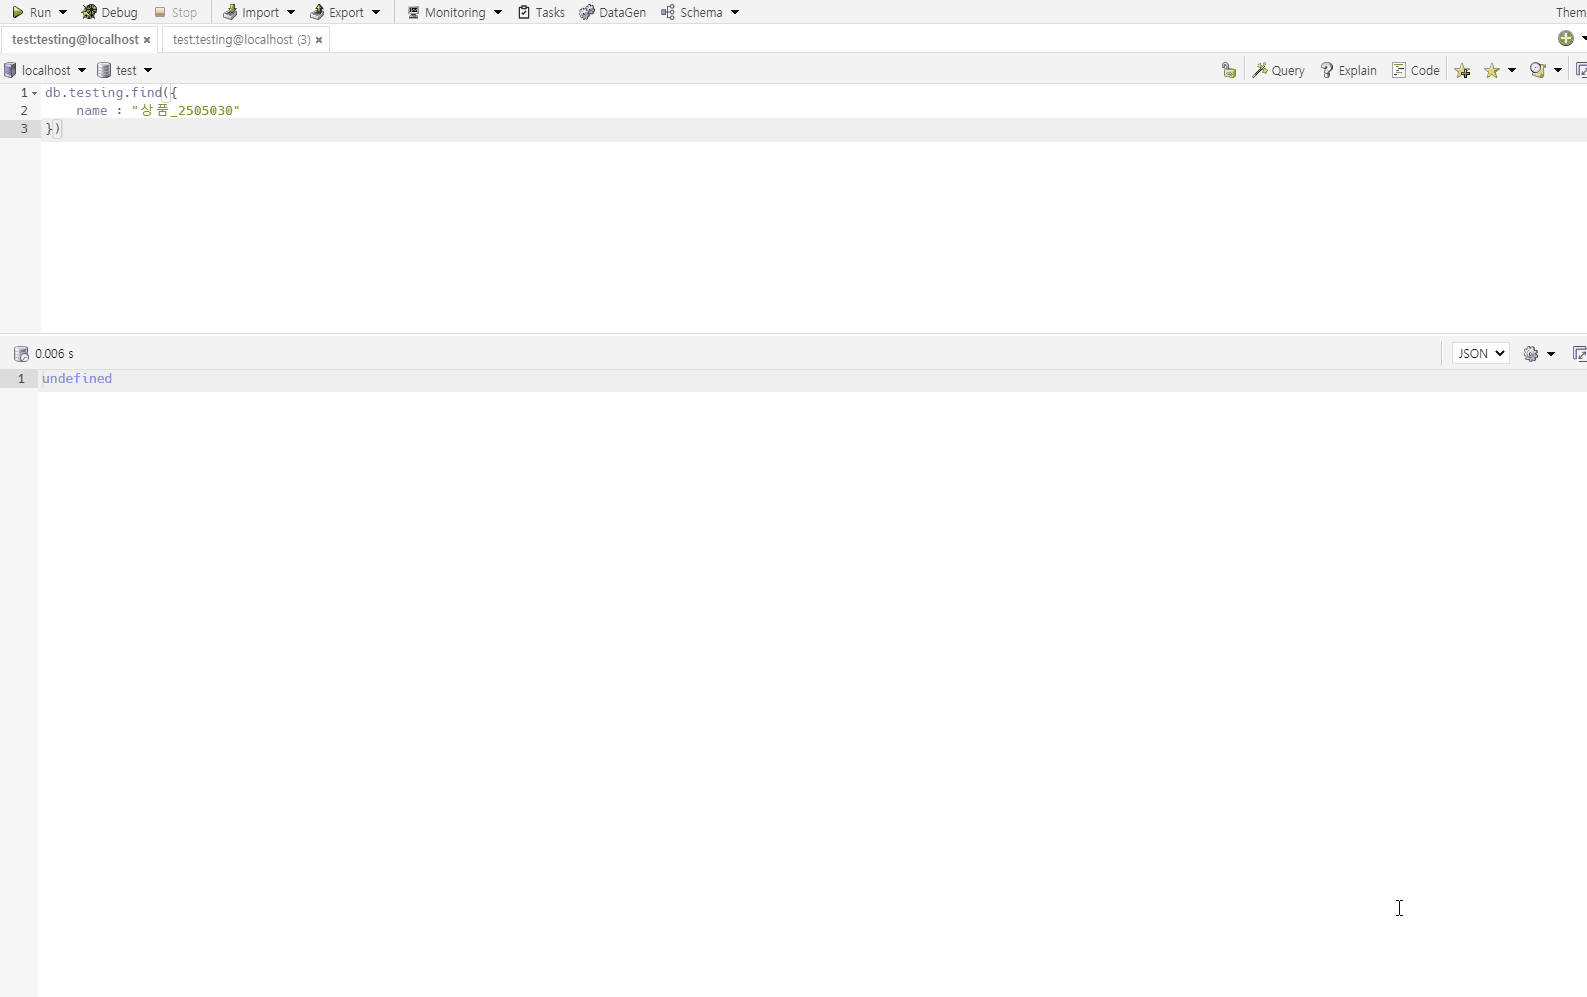 Run Debug Stop Import Export Monitoring Tasks DataGen Schema Them
test:testing@localhost × test:testing@localhost (3) ×
localhost test Query Explain Code
1 db.testing.find({
2 name : "상품_2505030"
3 })
0.006 s JSON
1 undefined